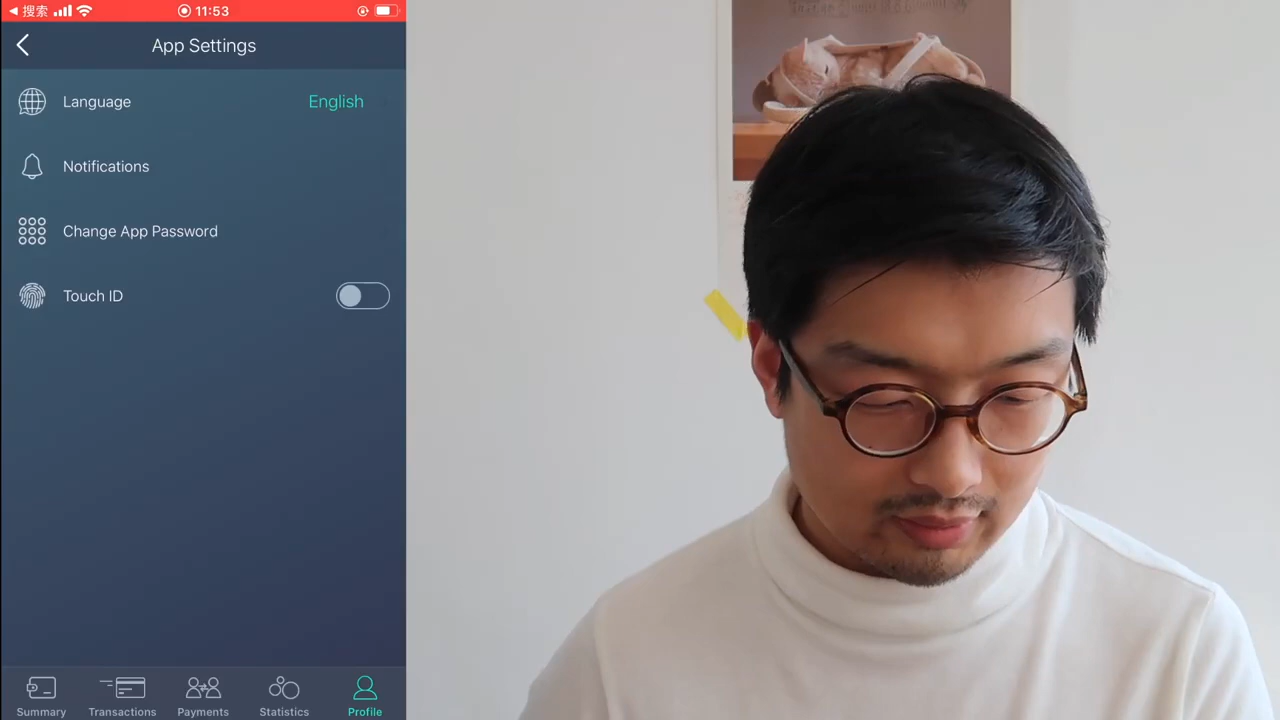 搜索
11:53
App Settings
Language English
Notifications
Change App Password
Touch ID
Summary Transactions Payments Statistics Profile